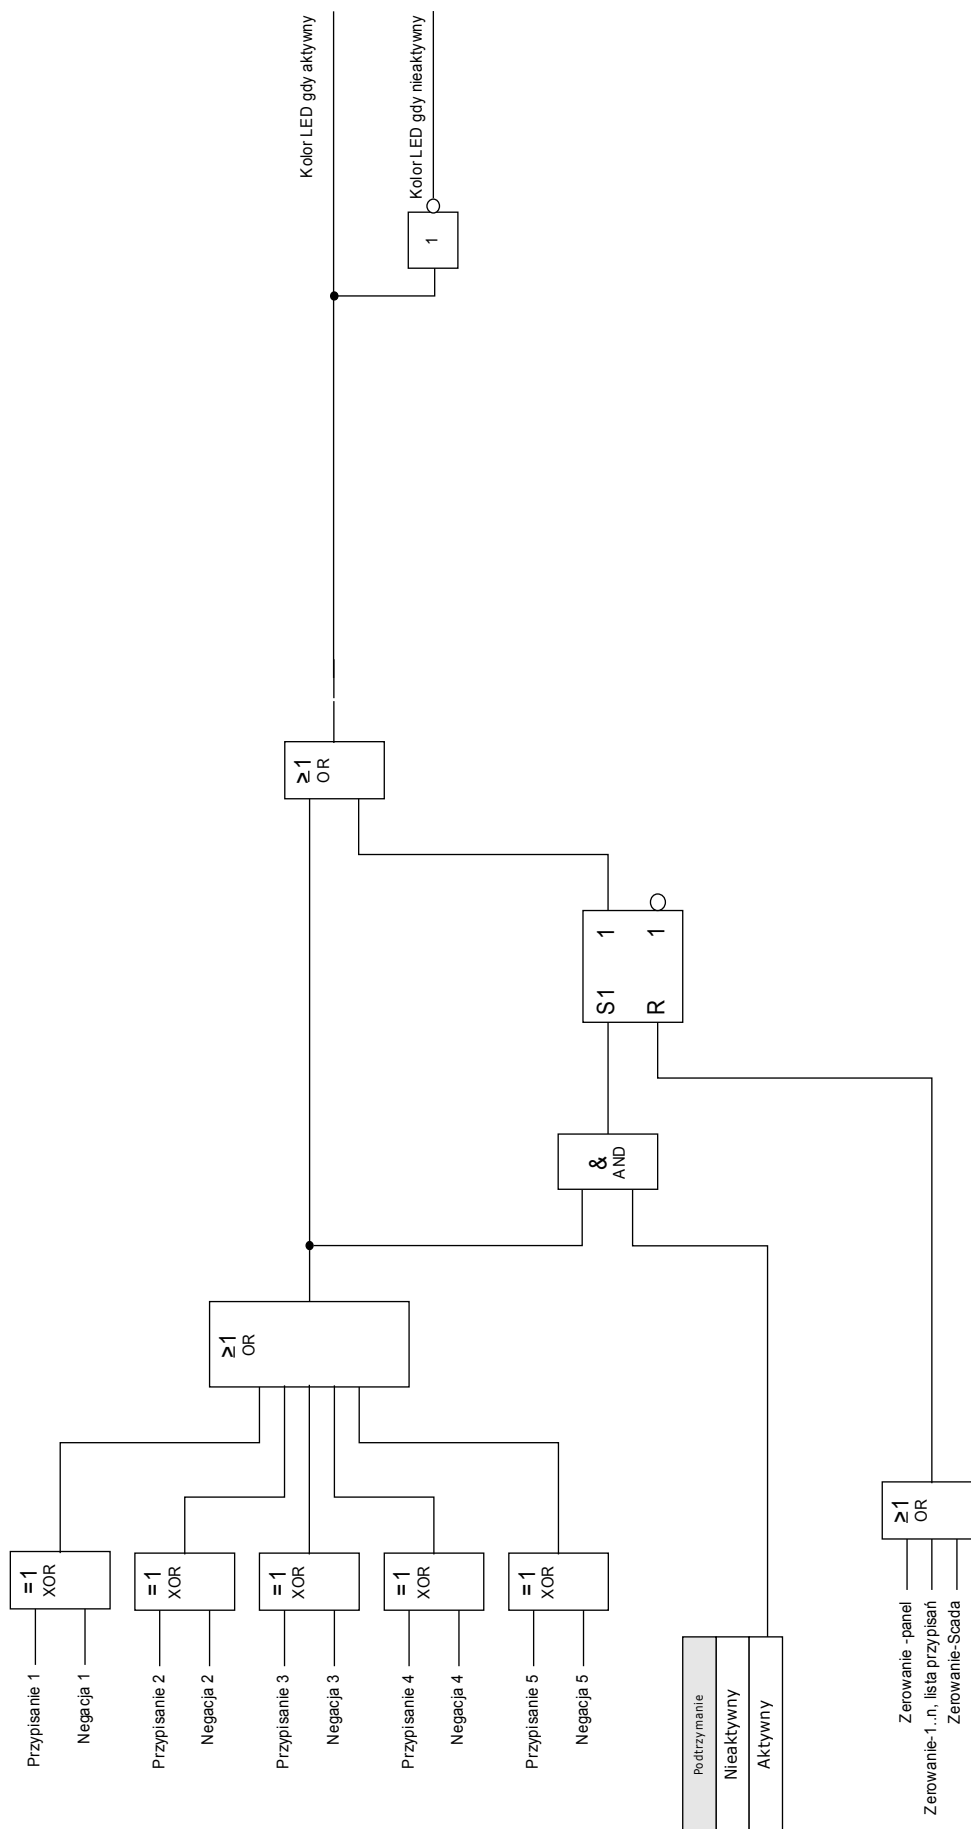 Przypisanie 1
Negacja 1
=1
XOR
Przypisanie 2
Negacja 2
=1
XOR
Przypisanie 3
Negacja 3
=1
XOR
Przypisanie 4
Negacja 4
=1
XOR
Przypisanie 5
Negacja 5
=1
XOR
≥1
OR
Podtrzymanie
Nieaktywny
Aktywny
&
AND
Zerowanie -panel
Zerowanie-1..n, lista przypisań
Zerowanie-Scada
≥1
OR
S1 1
R 1
≥1
OR
1
Kolor LED gdy aktywny
Kolor LED gdy nieaktywny